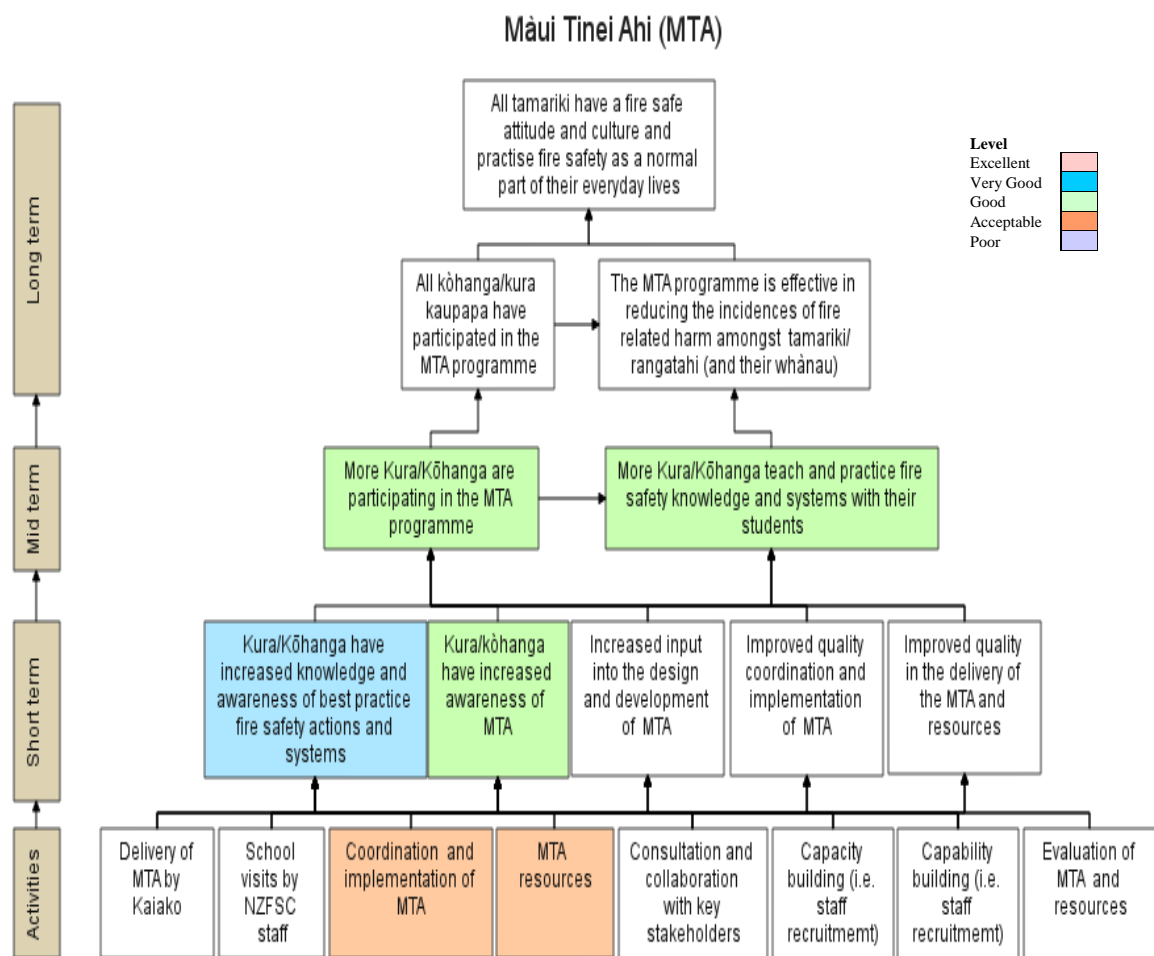 Màui Tinei Ahi (MTA)
All tamariki have a fire safe
attitude and culture and
practise fire safety as a normal
part of their everyday lives
Level
Excellent
Very Good
Good
Acceptable
Poor
Long term
All kòhanga/kura
kaupapa have
participated in the
MTA programme
The MTA programme is effective in
reducing the incidences of fire
related harm amongst tamariki/
rangatahi (and their whànau)
Mid term
More Kura/Kōhanga are
participating in the MTA
programme
More Kura/Kōhanga teach and practice fire
safety knowledge and systems with their
students
Short term
Kura/Kōhanga have
increased knowledge and
awareness of best practice
fire safety actions and
systems
Kura/kòhanga
have increased
awareness of
MTA
Increased input
into the design
and development
of MTA
Improved quality
coordination and
implementation
of MTA
Improved quality
in the delivery of
the MTA and
resources
Activities
Delivery of
MTA by
Kaiako
School
visits by
NZFSC
staff
Coordination and
implementation of
MTA
MTA
resources
Consultation and
collaboration
with key
stakeholders
Capacity
building (i.e.
staff
recruitmemt)
Capability
building (i.e.
staff
recruitmemt)
Evaluation of
MTA and
resources